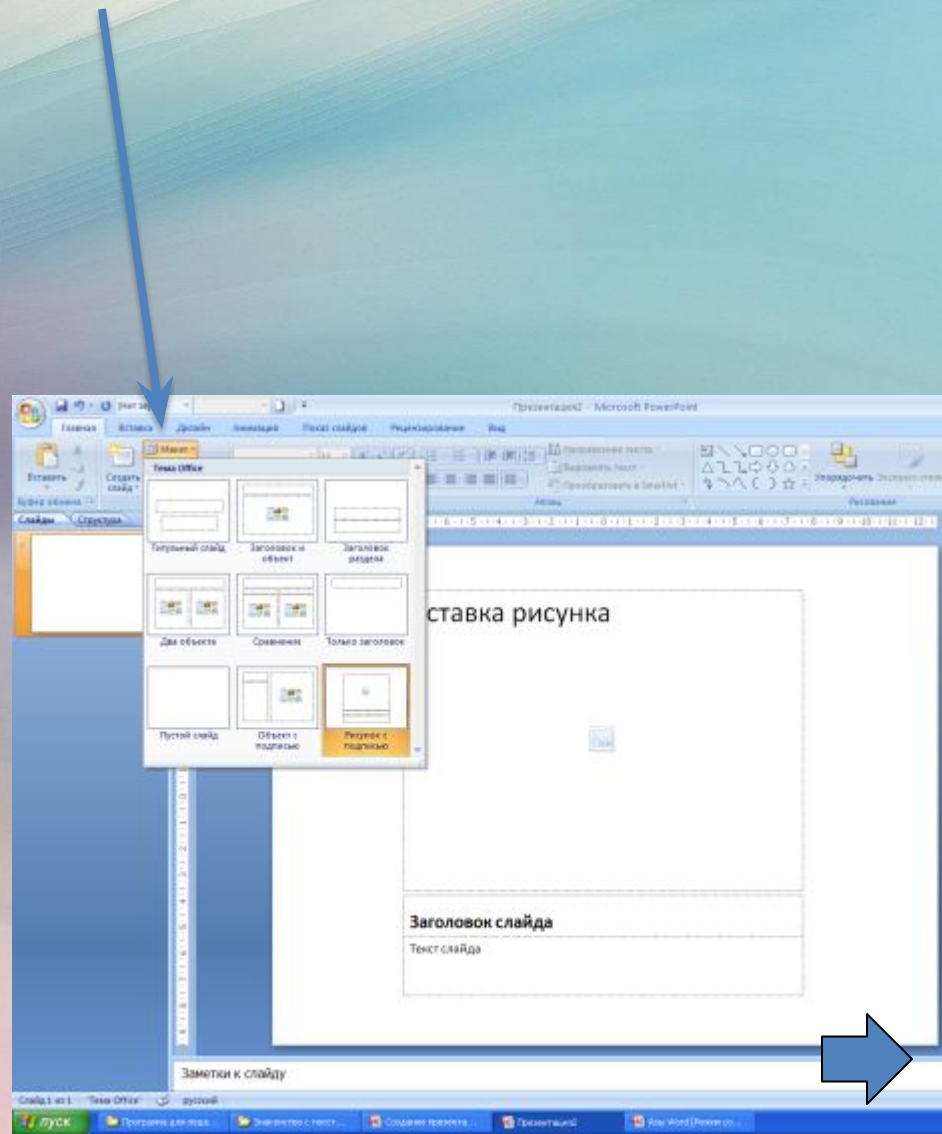 Презентация2 - Microsoft PowerPoint
Главная Вставка Дизайн Анимация Показ слайдов Рецензирование Вид
Вставить
Создать слайд
Макет
Направление текста
Выровнять текст
Преобразовать в SmartArt
Упорядочить
Буфер обмена
Абзац
Рисование
Слайды Структура
Тема Office
Титульный слайд
Заголовок и объект
Заголовок раздела
Два объекта
Сравнение
Только заголовок
Пустой слайд
Объект с подписью
Рисунок с подписью
ставка рисунка
Заголовок слайда
Текст слайда
Заметки к слайду
Слайд 1 из 1 "Тема Office" русский
пуск
Презентация2